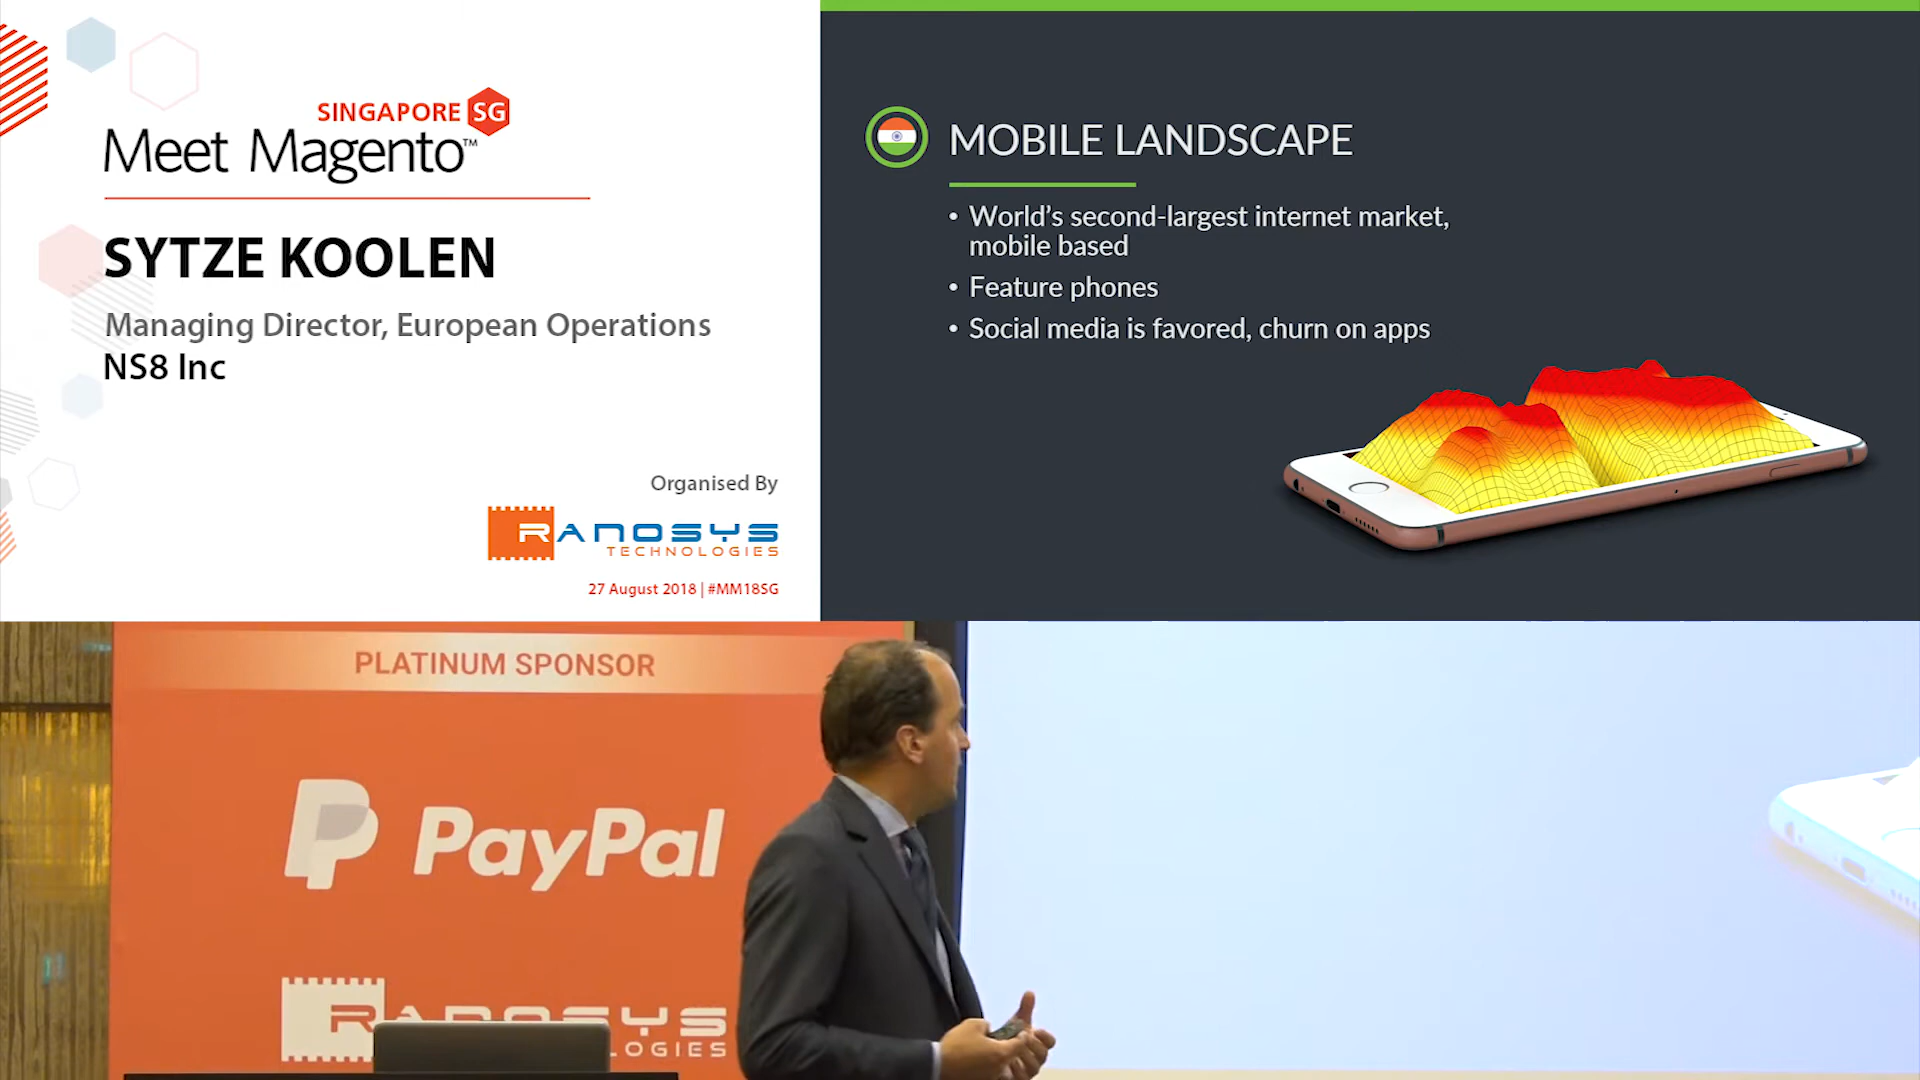 SINGAPORE SG
Meet Magento™
SYTZE KOOLEN
Managing Director, European Operations
NS8 Inc
Organised By
RANOSYS
TECHNOLOGIES
27 August 2018 | #MM18SG
MOBILE LANDSCAPE
• World’s second-largest internet market,
mobile based
• Feature phones
• Social media is favored, churn on apps
PLATINUM SPONSOR
PayPal
RANOSYS
LOGIES